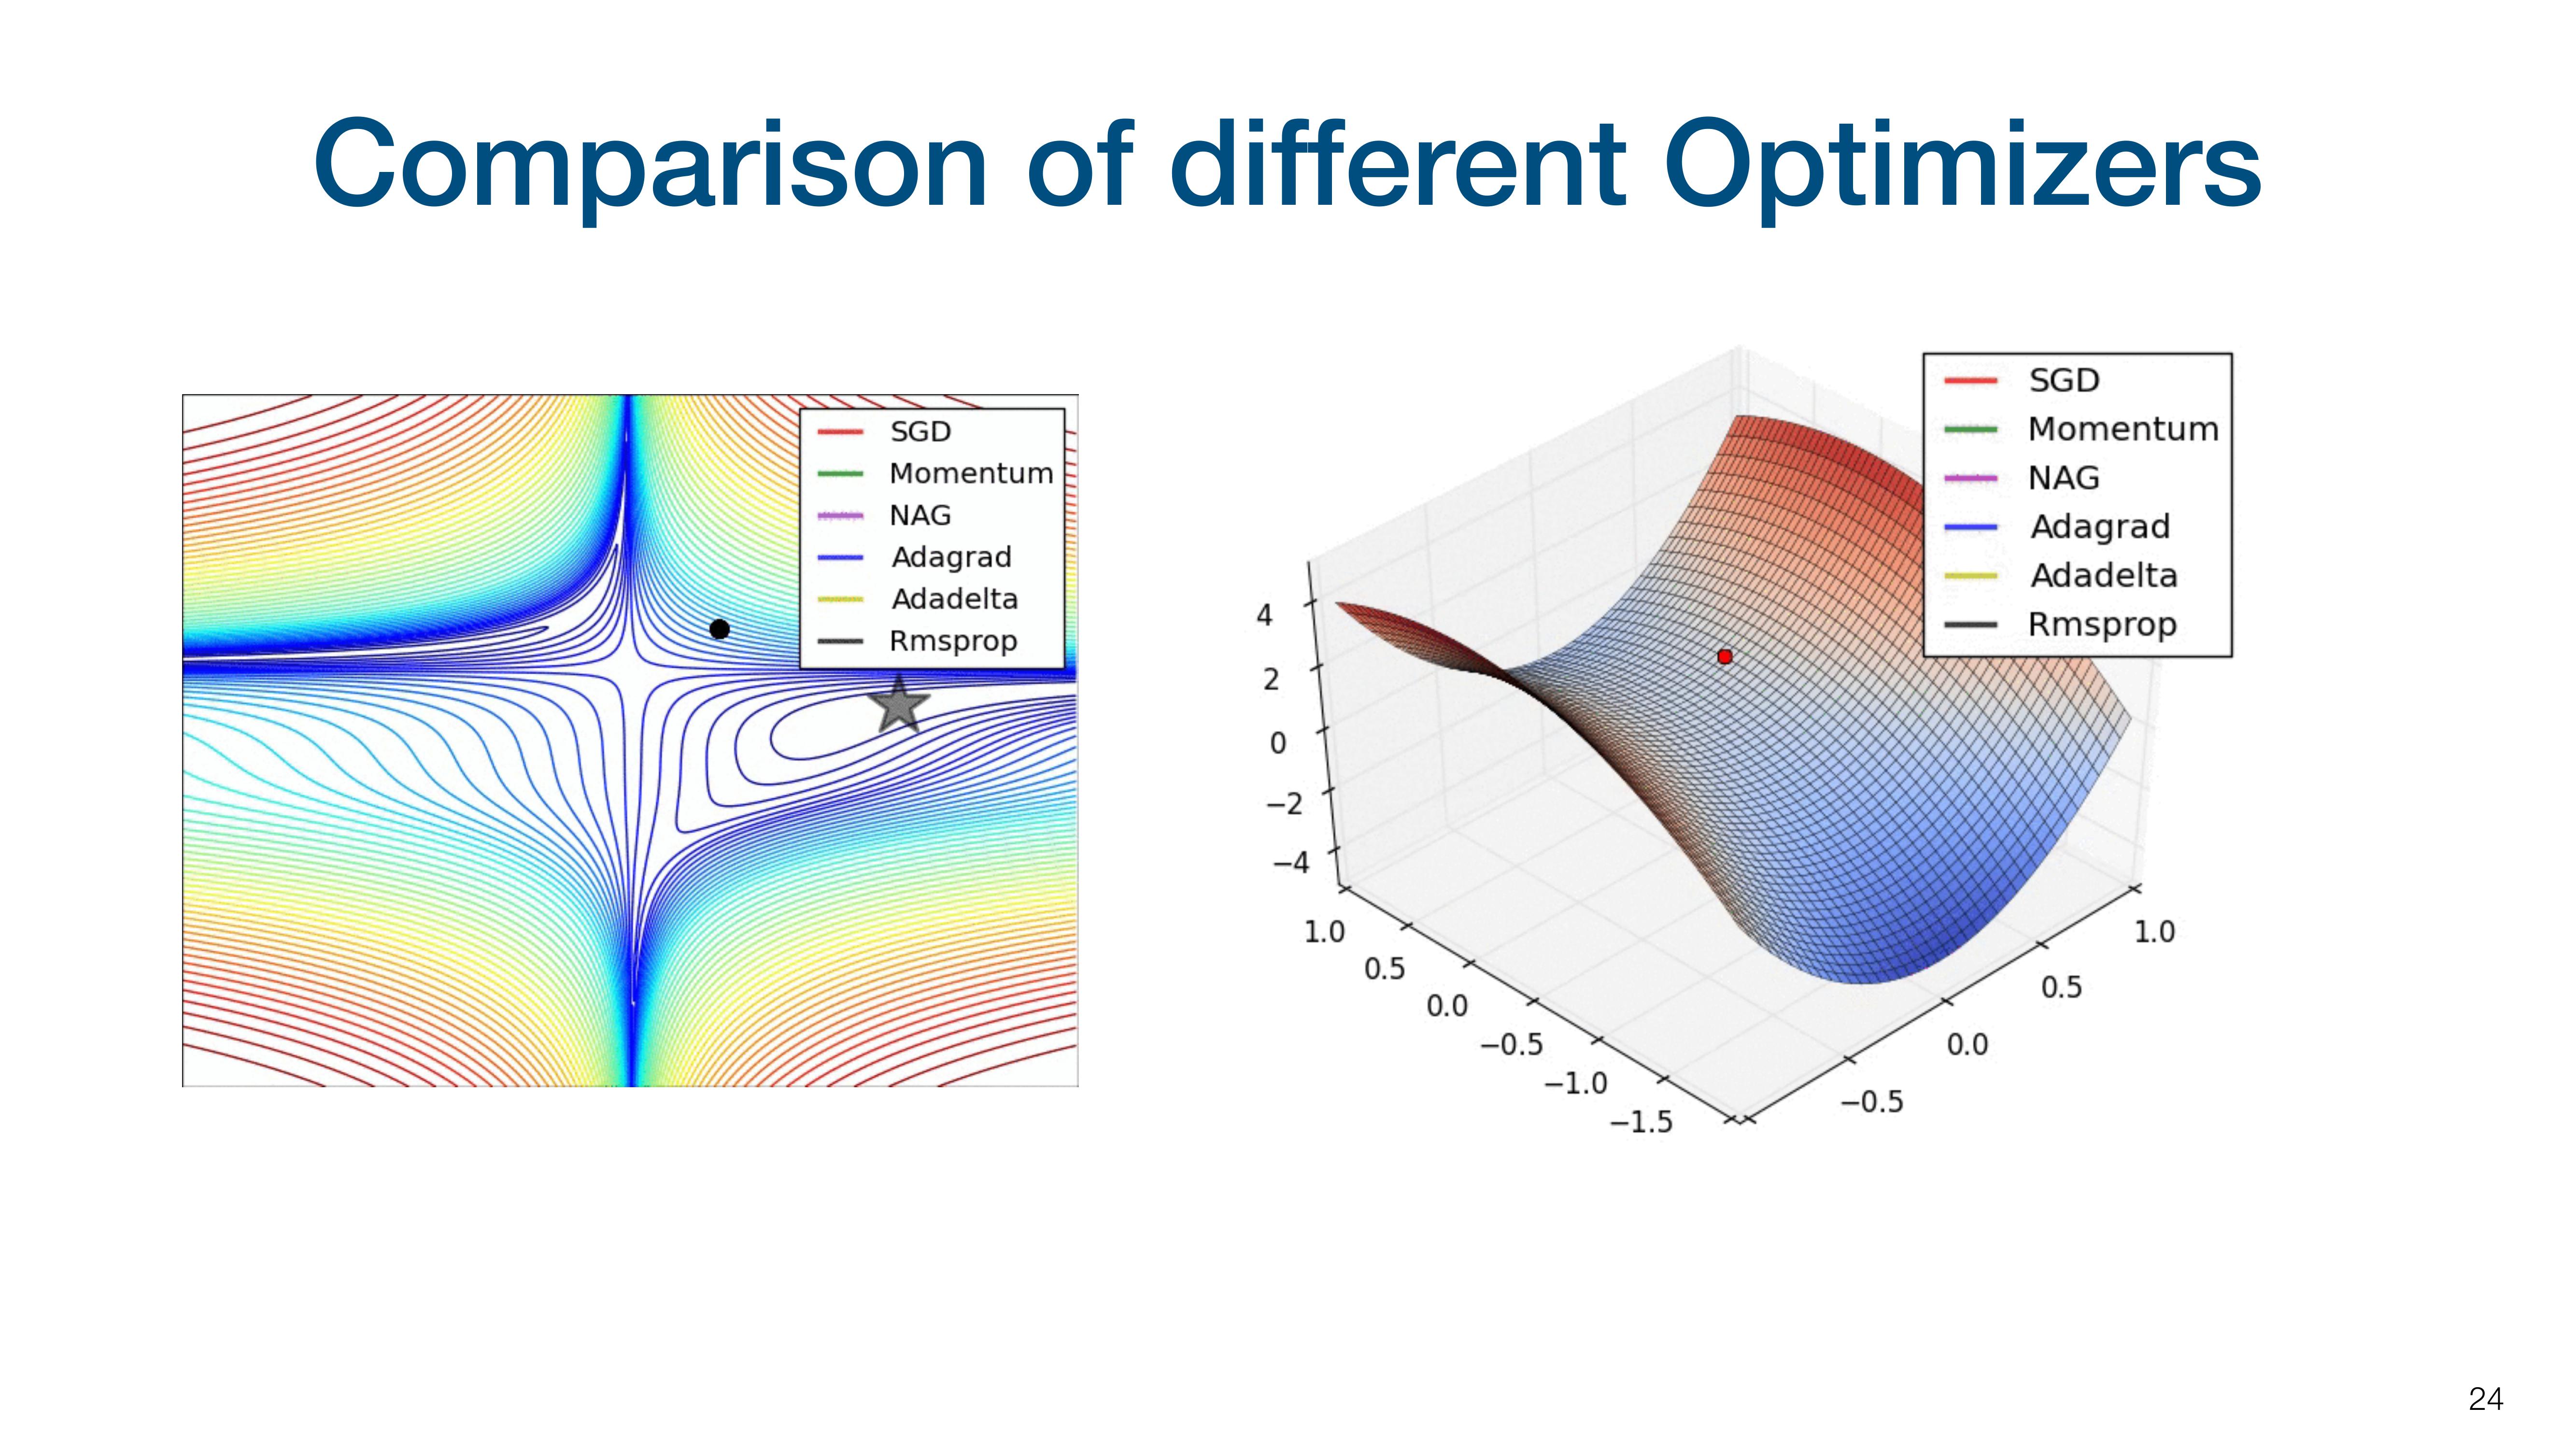 Comparison of different Optimizers
SGD
Momentum
NAG
Adagrad
Adadelta
Rmsprop
SGD
Momentum
NAG
Adagrad
Adadelta
Rmsprop
4
2
0
−2
−4
1.0
0.5
0.0
−0.5
−1.0
−1.5
−0.5
0.0
0.5
1.0
24